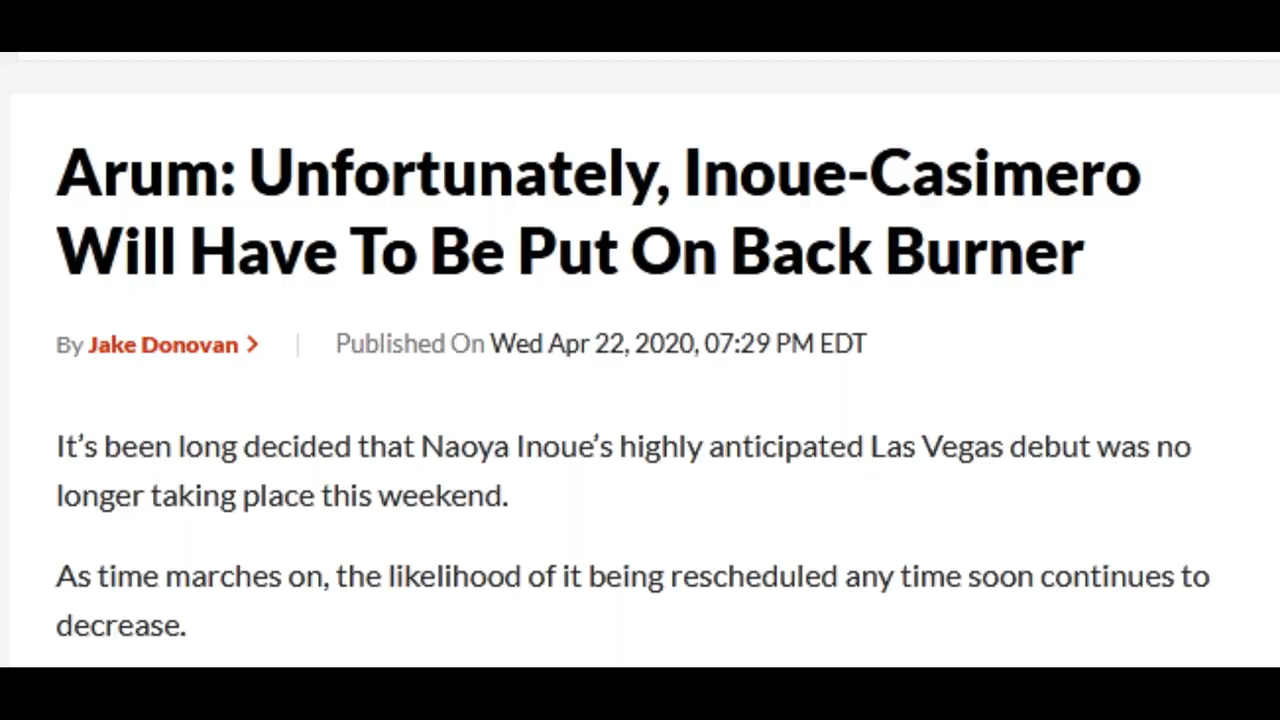 Arum: Unfortunately, Inoue-Casimero
Will Have To Be Put On Back Burner
By Jake Donovan > | Published On Wed Apr 22, 2020, 07:29 PM EDT
It’s been long decided that Naoya Inoue’s highly anticipated Las Vegas debut was no
longer taking place this weekend.
As time marches on, the likelihood of it being rescheduled any time soon continues to
decrease.